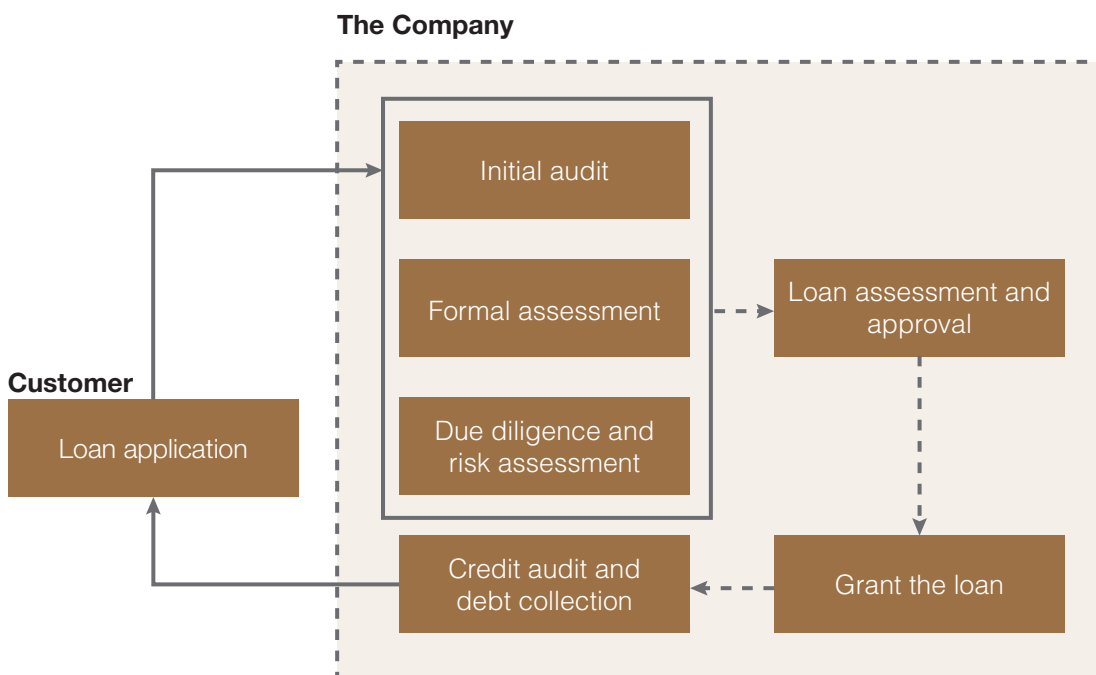 The Company
Initial audit
Formal assessment
Loan assessment and
approval
Customer
Loan application
Due diligence and
risk assessment
Credit audit and
debt collection
Grant the loan